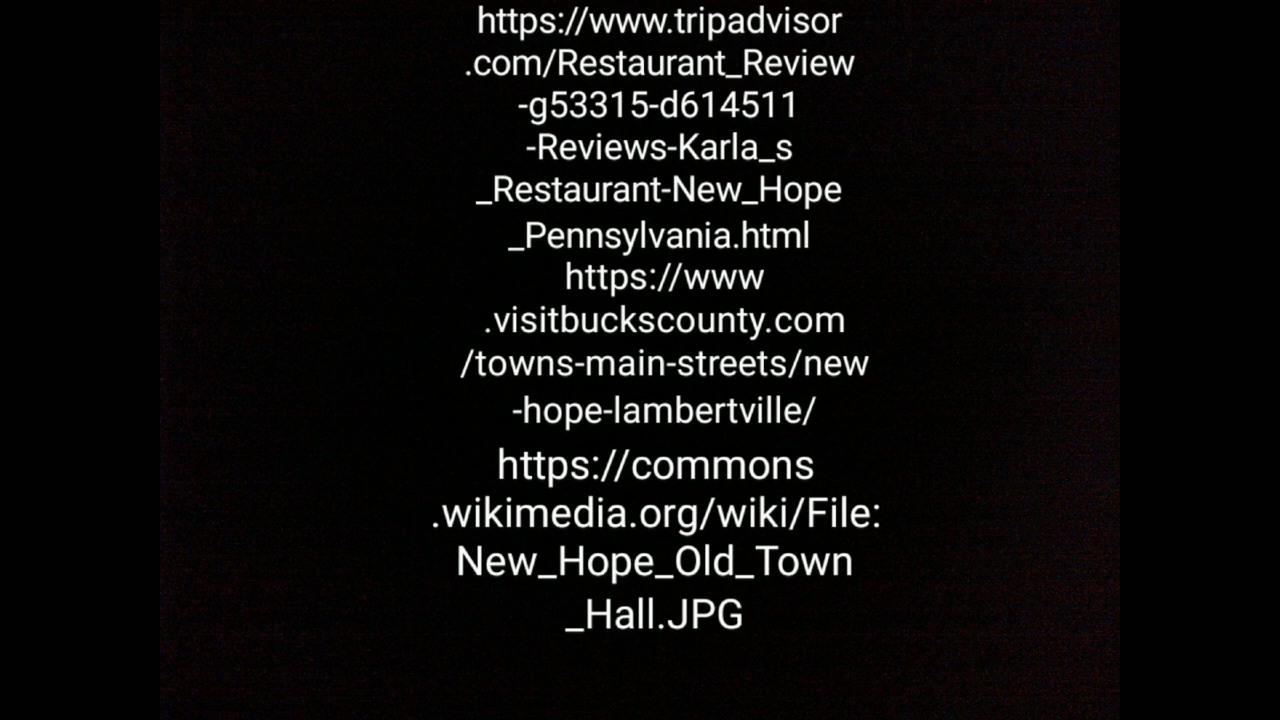 https://www.tripadvisor
.com/Restaurant_Review
-g53315-d614511
-Reviews-Karla_s
_Restaurant-New_Hope
_Pennsylvania.html
https://www
.visitbuckscounty.com
/towns-main-streets/new
-hope-lambertville/
https://commons
.wikimedia.org/wiki/File:
New_Hope_Old_Town
_Hall.JPG